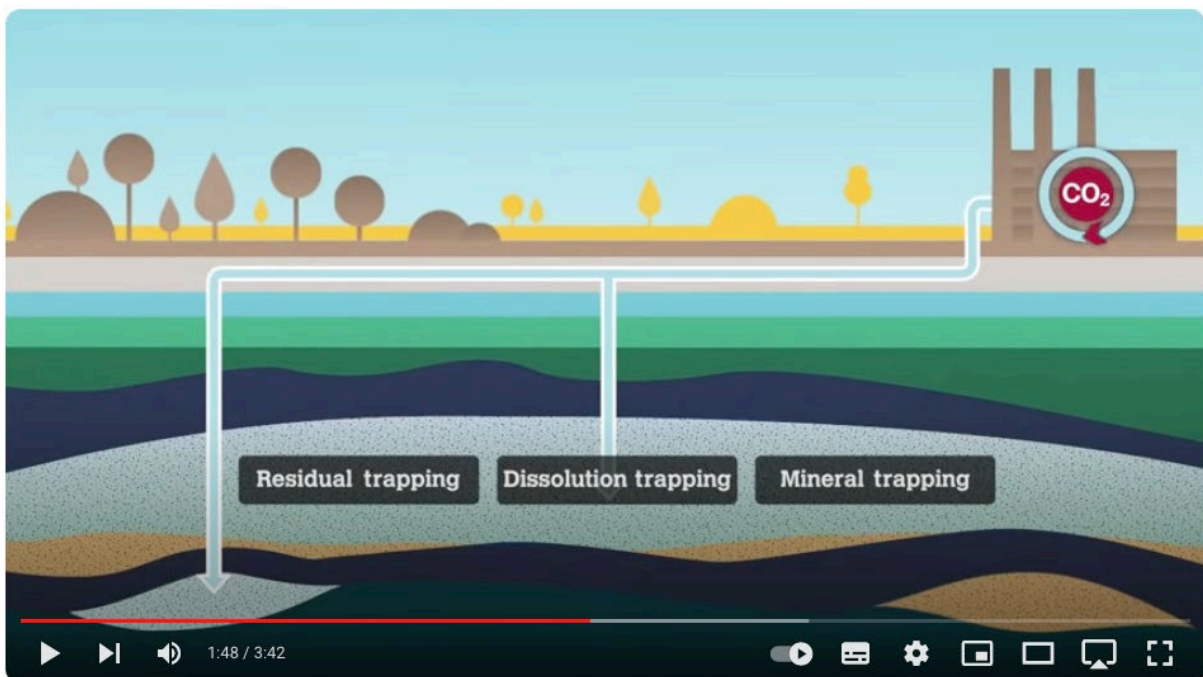 CO₂
Residual trapping
Dissolution trapping
Mineral trapping
1:48 / 3:42